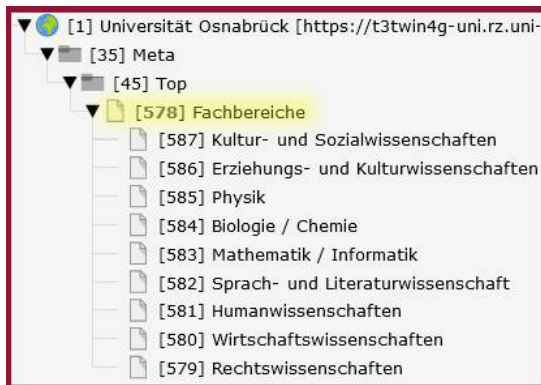 [1] Universität Osnabrück [https://t3twin4g-uni.rz.uni-
[35] Meta
[45] Top
[578] Fachbereiche
[587] Kultur- und Sozialwissenschaften
[586] Erziehungs- und Kulturwissenschaften
[585] Physik
[584] Biologie / Chemie
[583] Mathematik / Informatik
[582] Sprach- und Literaturwissenschaft
[581] Humanwissenschaften
[580] Wirtschaftswissenschaften
[579] Rechtswissenschaften